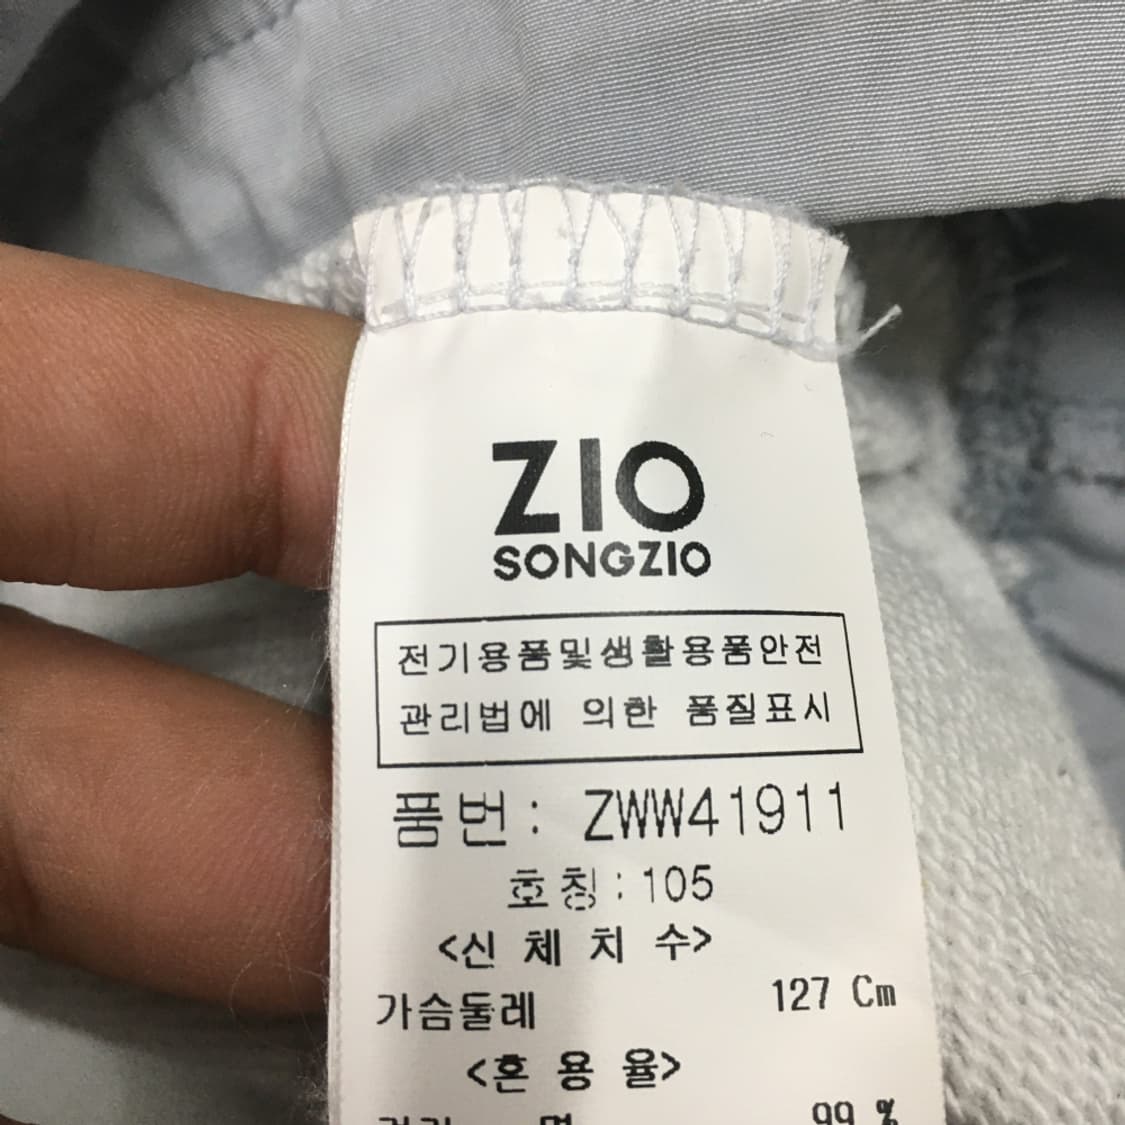 ZIO
SONGZIO
전기용품및생활용품안전
관리법에 의한 품질표시
품번: ZWW41911
호칭:105
<신 체 치 수>
가슴둘레 127 Cm
<혼 용 율>
면 99 %